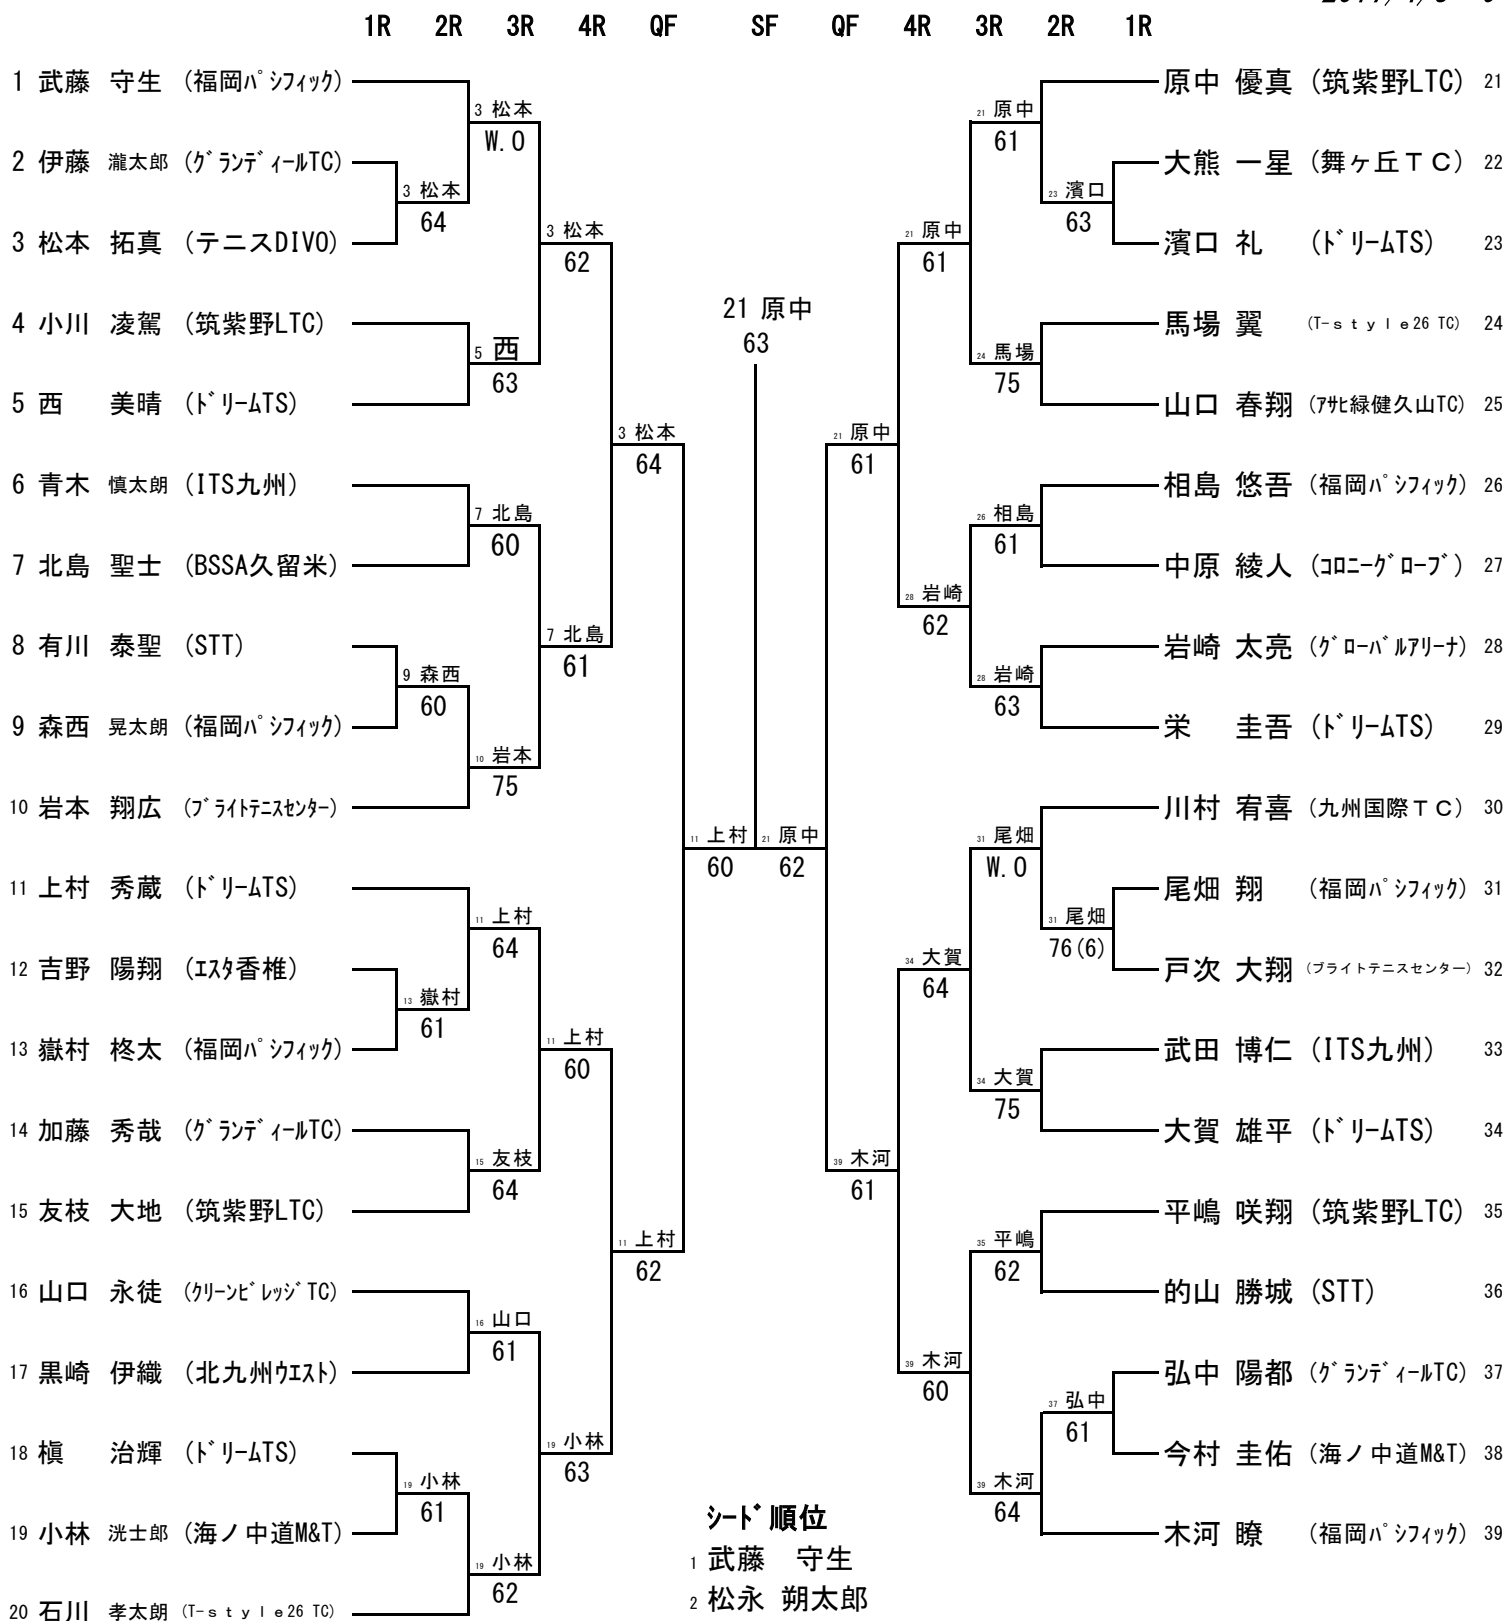 1R 2R 3R 4R QF SF QF 4R 3R 2R 1R
1 武藤 守生 (福岡パシフィック)
2 伊藤 瀧太郎 (グランディールTC)
3 松本 拓真 (テニスDIVO)
4 小川 凌駕 (筑紫野LTC)
5 西 美晴 (ドリームTS)
6 青木 慎太朗 (ITS九州)
7 北島 聖士 (BSSA久留米)
8 有川 泰聖 (STT)
9 森西 晃太朗 (福岡パシフィック)
10 岩本 翔広 (ブライトテニスセンター)
11 上村 秀蔵 (ドリームTS)
12 吉野 陽翔 (エスタ香椎)
13 嶽村 柊太 (福岡パシフィック)
14 加藤 秀哉 (グランディールTC)
15 友枝 大地 (筑紫野LTC)
16 山口 永徒 (クリーンビレッジTC)
17 黒崎 伊織 (北九州ウエスト)
18 槇 治輝 (ドリームTS)
19 小林 洸士郎 (海ノ中道M&T)
20 石川 孝太朗 (T-style26 TC)
3 松本
64
9 森西
60
13 嶽村
61
19 小林
61
3 松本
W.O
5 西
63
7 北島
60
10 岩本
75
11 上村
64
15 友枝
64
16 山口
61
19 小林
62
3 松本
62
7 北島
61
11 上村
60
19 小林
63
3 松本
64
11 上村
62
11 上村
60
21 原中
63
21 原中
62
21 原中
61
39 木河
61
21 原中
61
28 岩崎
62
34 大賀
64
39 木河
60
21 原中
61
24 馬場
75
26 相島
61
28 岩崎
63
31 尾畑
W.O
34 大賀
75
35 平嶋
62
39 木河
64
23 濱口
63
31 尾畑
76(6)
37 弘中
61
原中 優真 (筑紫野LTC) 21
大熊 一星 (舞ヶ丘TC) 22
濱口 礼 (ドリームTS) 23
馬場 翼 (T-style26 TC) 24
山口 春翔 (アサヒ緑健久山TC) 25
相島 悠吾 (福岡パシフィック) 26
中原 綾人 (コロニーグローブ) 27
岩崎 太亮 (グローバルアリーナ) 28
栄 圭吾 (ドリームTS) 29
川村 宥喜 (九州国際TC) 30
尾畑 翔 (福岡パシフィック) 31
戸次 大翔 (ブライトテニスセンター) 32
武田 博仁 (ITS九州) 33
大賀 雄平 (ドリームTS) 34
平嶋 咲翔 (筑紫野LTC) 35
的山 勝城 (STT) 36
弘中 陽都 (グランディールTC) 37
今村 圭佑 (海ノ中道M&T) 38
木河 瞭 (福岡パシフィック) 39
シード順位
1 武藤 守生
2 松永 朔太郎